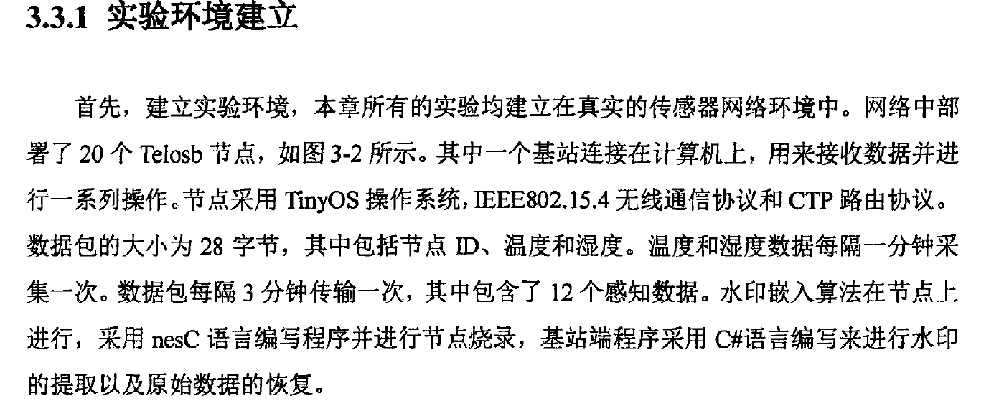 3.3.1 实验环境建立
首先，建立实验环境，本章所有的实验均建立在真实的传感器网络环境中。网络中部
署了 20 个 Telosb 节点，如图 3-2 所示。其中一个基站连接在计算机上，用来接收数据并进
行一系列操作。节点采用 TinyOS 操作系统，IEEE802.15.4 无线通信协议和 CTP 路由协议。
数据包的大小为 28 字节，其中包括节点 ID、温度和湿度。温度和湿度数据每隔一分钟采
集一次。数据包每隔 3 分钟传输一次，其中包含了 12 个感知数据。水印嵌入算法在节点上
进行，采用 nesC 语言编写程序并进行节点烧录，基站端程序采用 C#语言编写来进行水印
的提取以及原始数据的恢复。